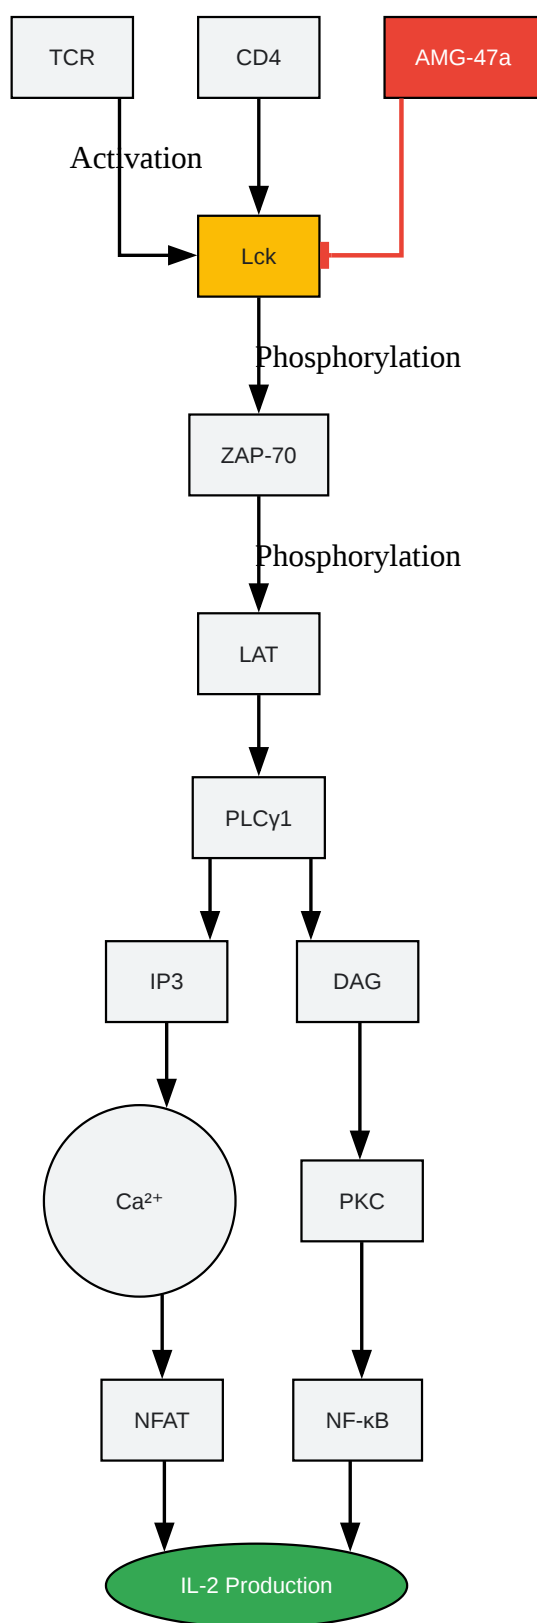 TCR
CD4
AMG-47a
Activation
Lck
Phosphorylation
ZAP-70
Phosphorylation
LAT
PLCγ1
IP3
DAG
Ca²⁺
PKC
NFAT
NF-κB
IL-2 Production